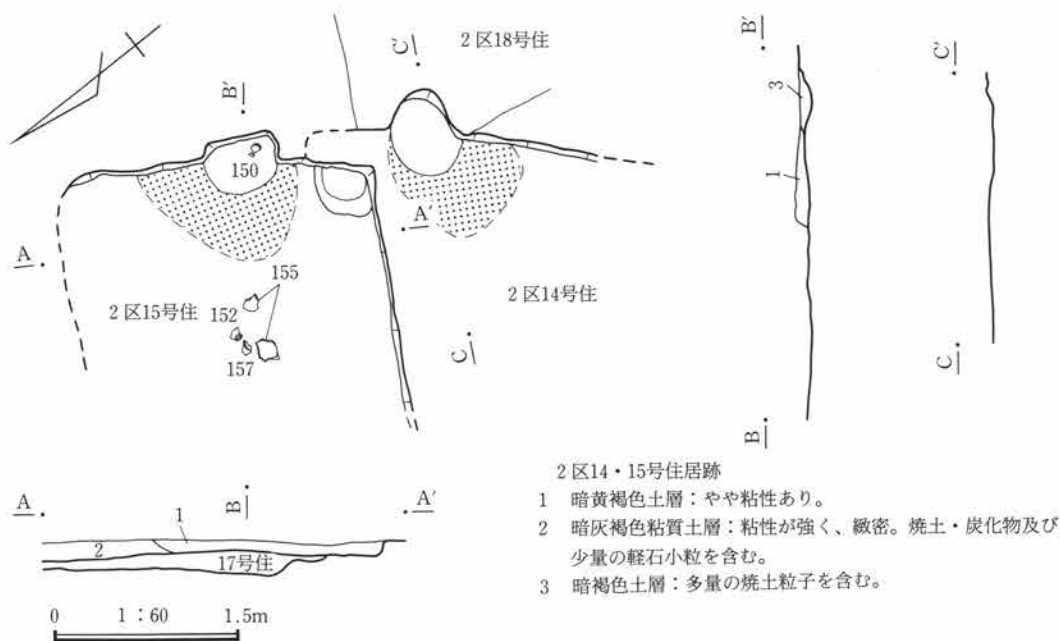 2区18号住
C'
B'
150
A'
A
155
2区15号住
152
157
2区14号住
C
B'
3
1
B
C'
C
A
B
A'
1
2
17号住
0 1:60 1.5m
2区14・15号住居跡
1 暗黄褐色土層：やや粘性あり。
2 暗灰褐色粘質土層：粘性が強く、緻密。焼土・炭化物及び
少量の軽石小粒を含む。
3 暗褐色土層：多量の焼土粒子を含む。